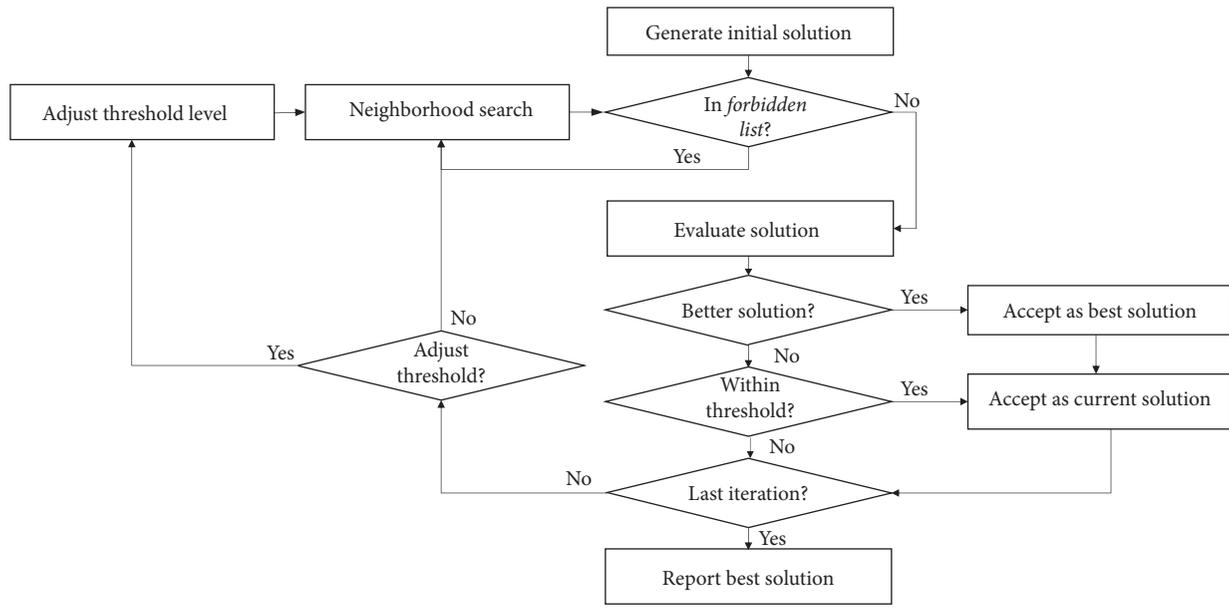 Generate initial solution
Adjust threshold level
Neighborhood search
In forbidden
list?
No
Yes
Evaluate solution
Better solution?
Yes
Accept as best solution
No
No
Yes
Adjust
threshold?
Within
threshold?
Yes
Accept as current solution
No
No
Last iteration?
Yes
Report best solution